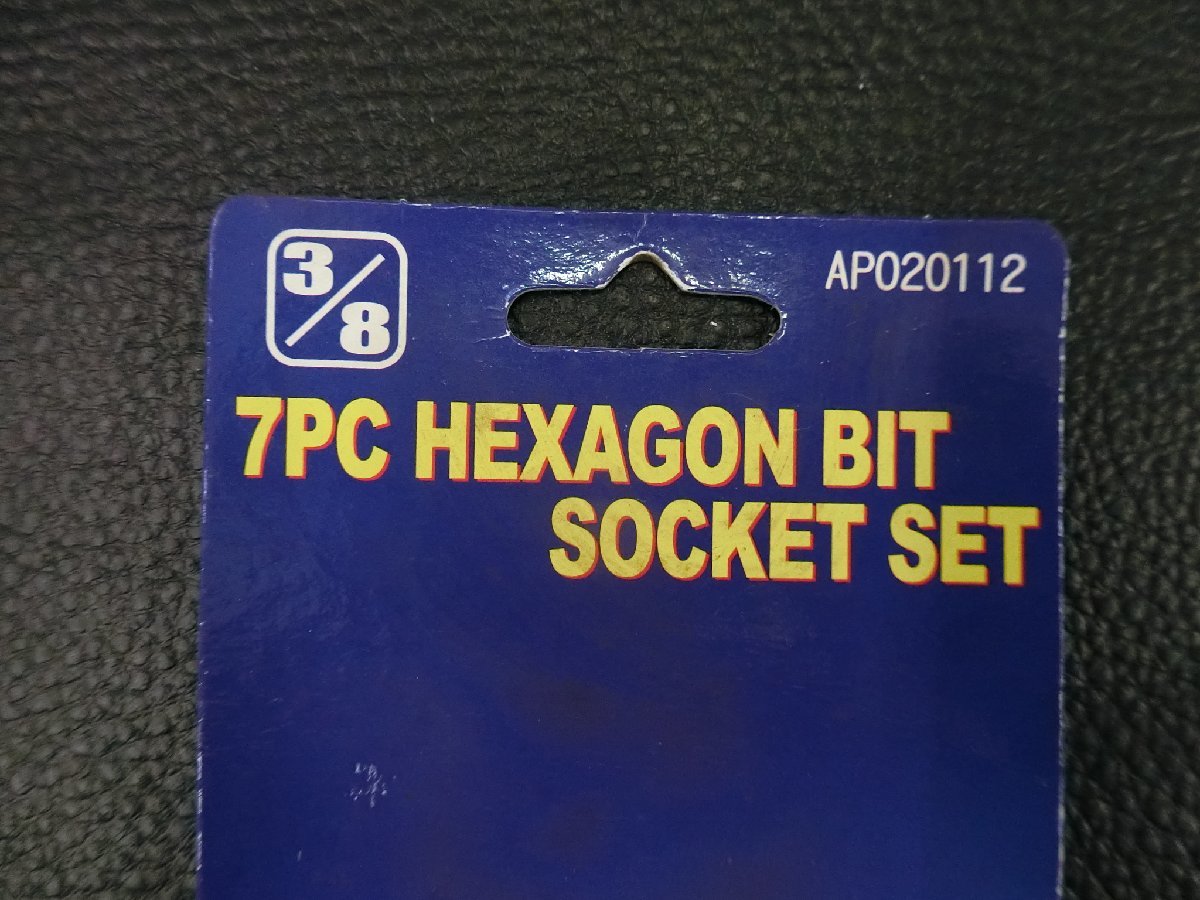 3/8
AP020112
7PC HEXAGON BIT
SOCKET SET